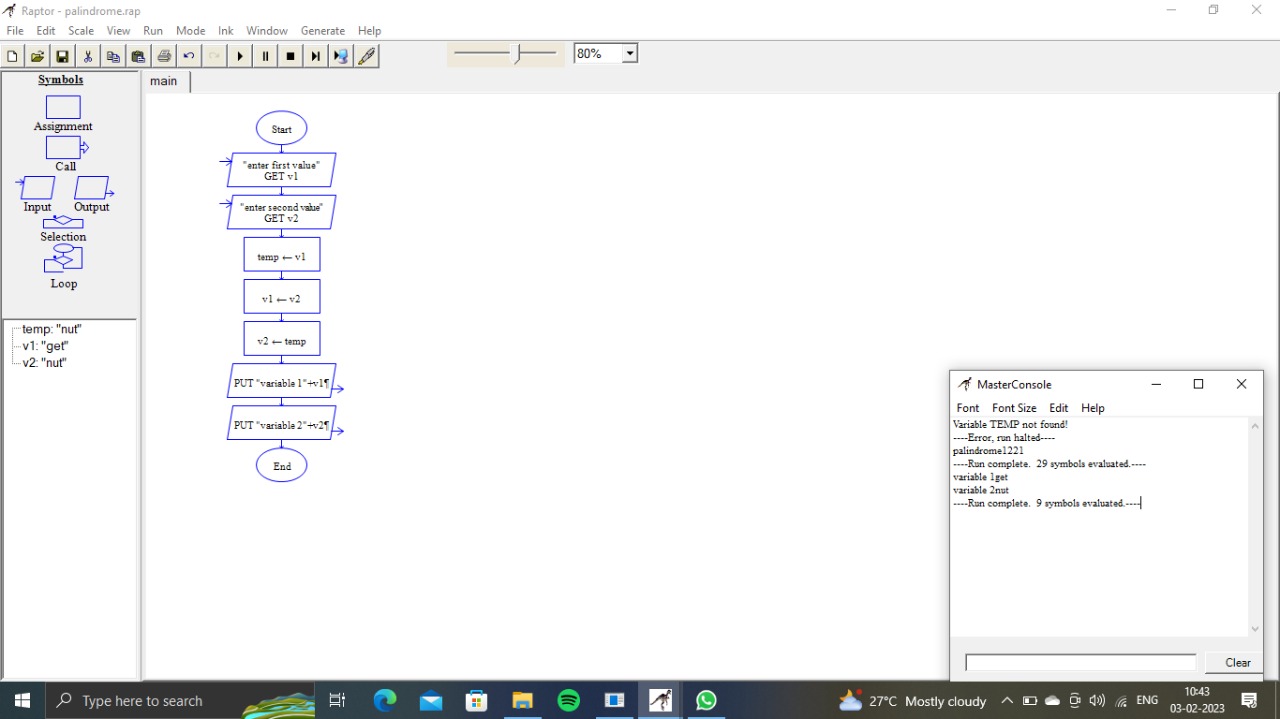 Raptor - palindrome.rap
File Edit Scale View Run Mode Ink Window Generate Help
80%
Symbols
Assignment
Call
Input Output
Selection
Loop
temp: "nut"
v1: "get"
v2: "nut"
main
Start
"enter first value"
GET v1
"enter second value"
GET v2
temp ← v1
v1 ← v2
v2 ← temp
PUT "variable 1"+v1¶
PUT "variable 2"+v2¶
End
MasterConsole
Font Font Size Edit Help
Variable TEMP not found!
----Error, run halted----
palindrome1221
----Run complete.  29 symbols evaluated.----
variable 1get
variable 2nut
----Run complete.  9 symbols evaluated.----
Clear
Type here to search
27°C Mostly cloudy
ENG
10:43
03-02-2023